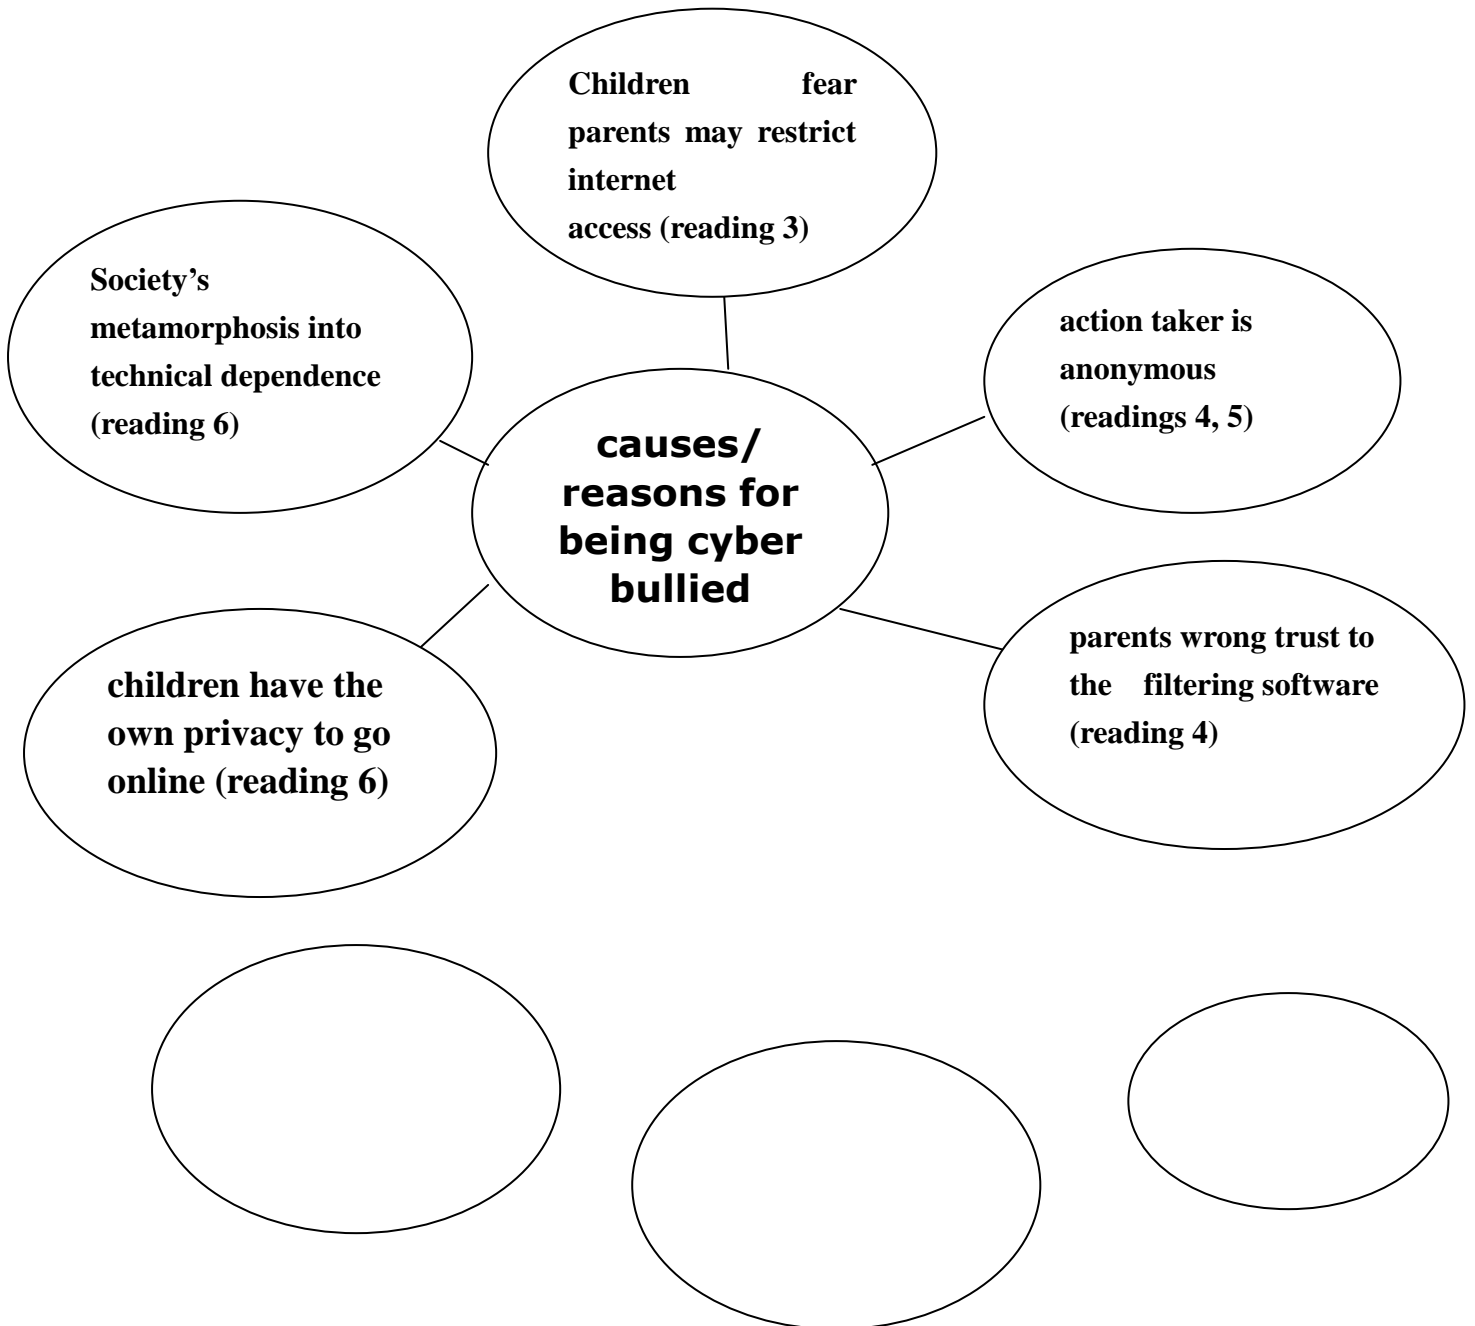 Children fear
parents may restrict
internet
access (reading 3)
Society’s
metamorphosis into
technical dependence
(reading 6)
action taker is
anonymous
(readings 4, 5)
causes/
reasons for
being cyber
bullied
parents wrong trust to
the filtering software
(reading 4)
children have the
own privacy to go
online (reading 6)